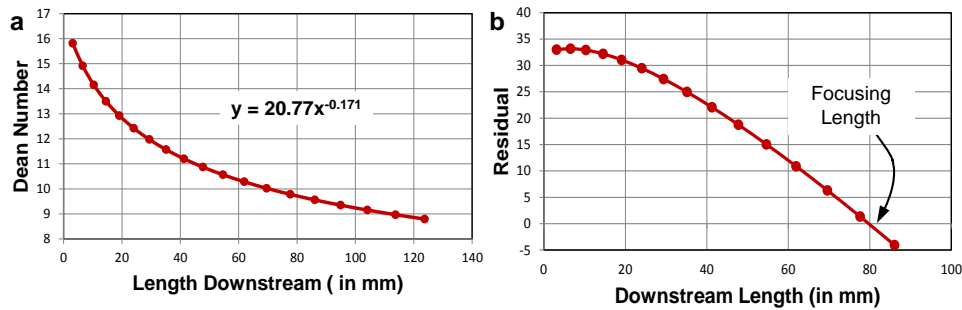 a
17
16
15
14
13
12
11
10
9
8
Dean Number
y = 20.77x^-0.171
0 20 40 60 80 100 120 140
Length Downstream ( in mm)
b
40
35
30
25
20
15
10
5
0
-5
Residual
Focusing
Length
0 20 40 60 80 100
Downstream Length (in mm)